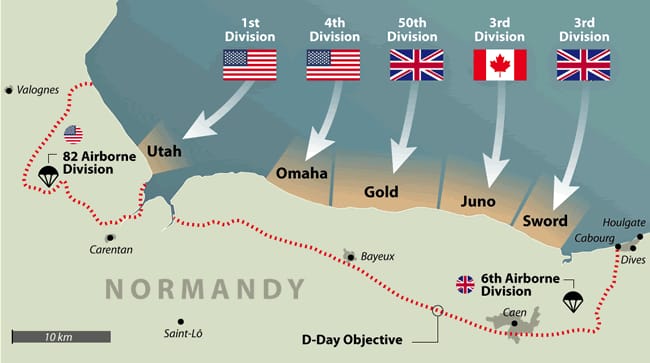 1st
Division
4th
Division
50th
Division
3rd
Division
3rd
Division
Valognes
82 Airborne
Division
Utah
Omaha
Gold
Juno
Sword
Houlgate
Cabourg
Dives
Carentan
Bayeux
NORMANDY
6th Airborne
Division
Caen
10 km
Saint-Lô
D-Day Objective